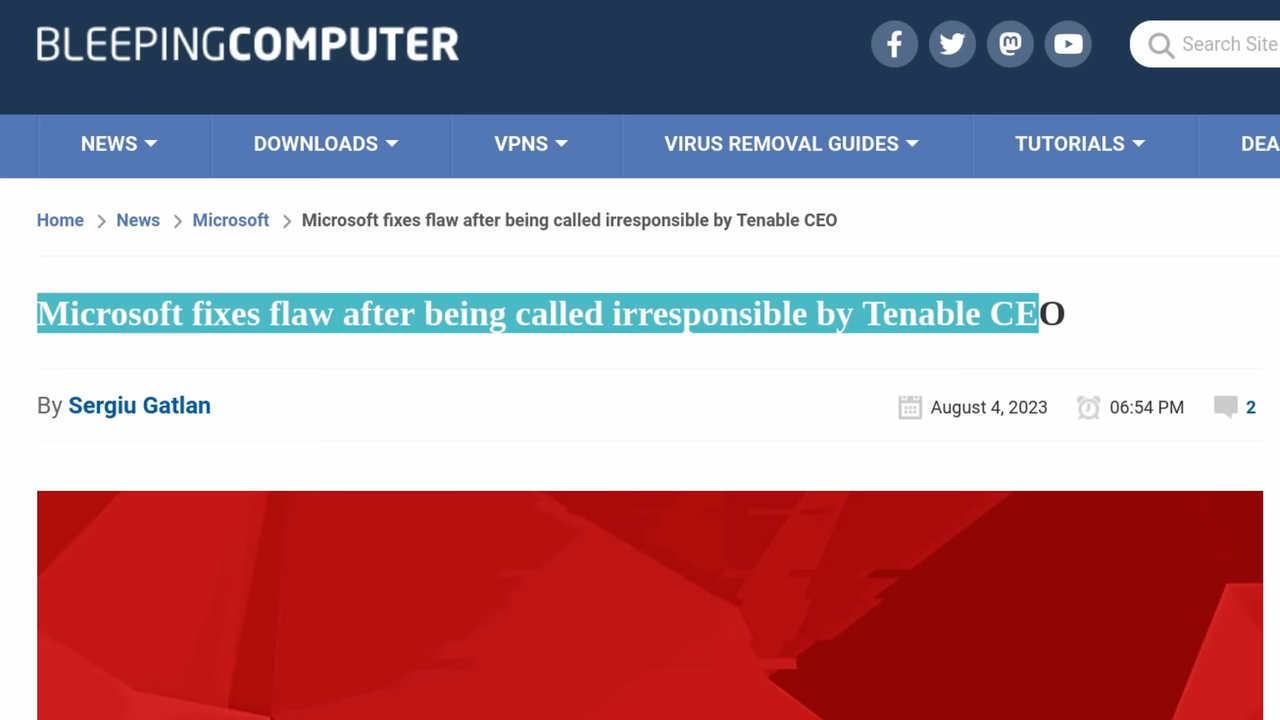 BLEEPINGCOMPUTER
Search Site
NEWS DOWNLOADS VPNS VIRUS REMOVAL GUIDES TUTORIALS DEA
Home News Microsoft Microsoft fixes flaw after being called irresponsible by Tenable CEO
Microsoft fixes flaw after being called irresponsible by Tenable CEO
By Sergiu Gatlan August 4, 2023 06:54 PM 2